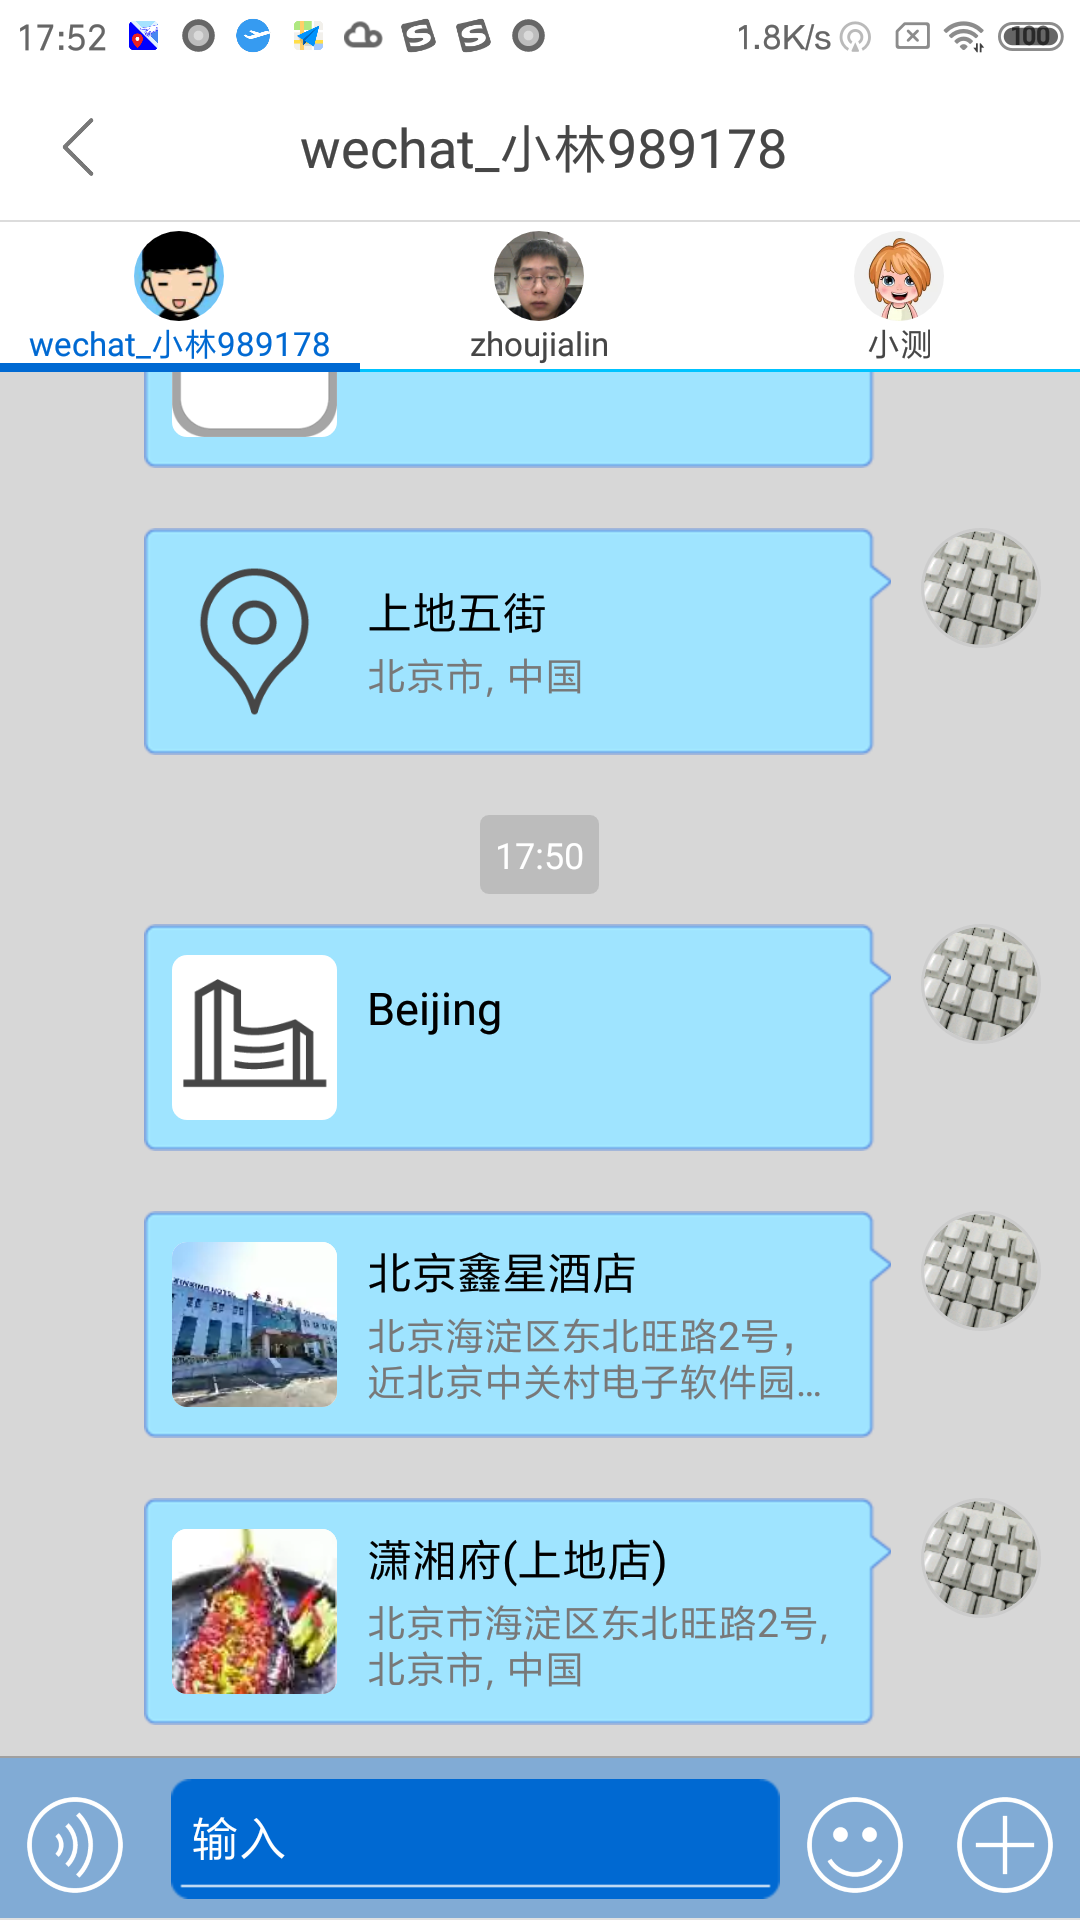 17:52
1.8K/s
100
wechat_小林989178
wechat_小林989178
zhoujialin
小测
上地五街
北京市, 中国
17:50
Beijing
北京鑫星酒店
北京海淀区东北旺路2号，
近北京中关村电子软件园...
潇湘府(上地店)
北京市海淀区东北旺路2号,
北京市, 中国
输入